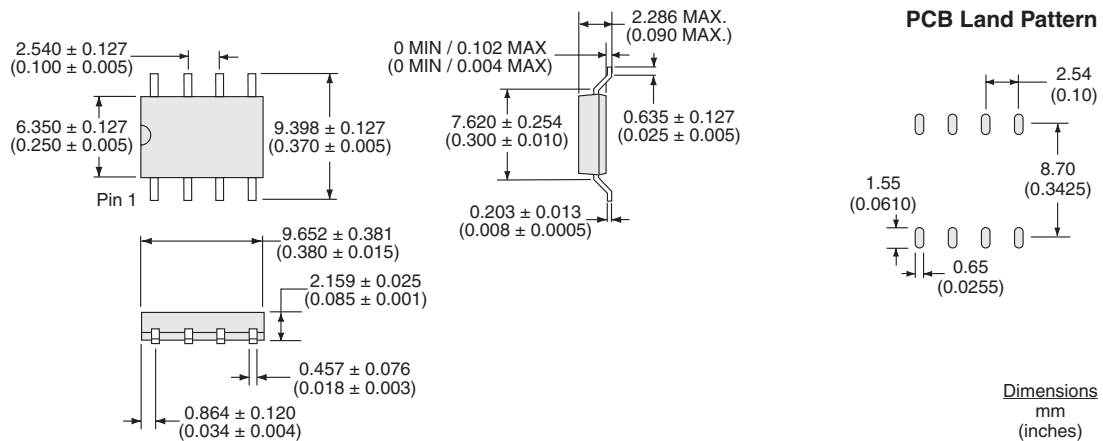 2.540 ± 0.127
(0.100 ± 0.005)
6.350 ± 0.127
(0.250 ± 0.005)
9.398 ± 0.127
(0.370 ± 0.005)
Pin 1
2.286 MAX.
(0.090 MAX.)
0 MIN / 0.102 MAX
(0 MIN / 0.004 MAX)
7.620 ± 0.254
(0.300 ± 0.010)
0.635 ± 0.127
(0.025 ± 0.005)
0.203 ± 0.013
(0.008 ± 0.0005)
9.652 ± 0.381
(0.380 ± 0.015)
2.159 ± 0.025
(0.085 ± 0.001)
0.457 ± 0.076
(0.018 ± 0.003)
0.864 ± 0.120
(0.034 ± 0.004)
PCB Land Pattern
2.54
(0.10)
8.70
(0.3425)
1.55
(0.0610)
0.65
(0.0255)
Dimensions
mm
(inches)